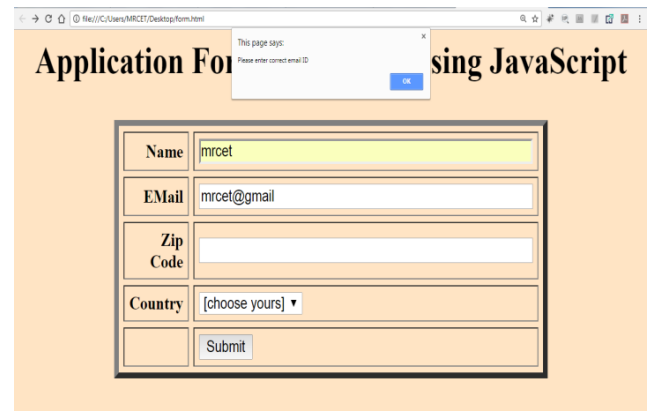 file:///C:/Users/MRCET/Desktop/form.html
This page says:
x
Please enter correct email ID
OK
Application For sing JavaScript
Name mrcet
EMail mrcet@gmail
Zip
Code
Country [choose yours] ▼
Submit